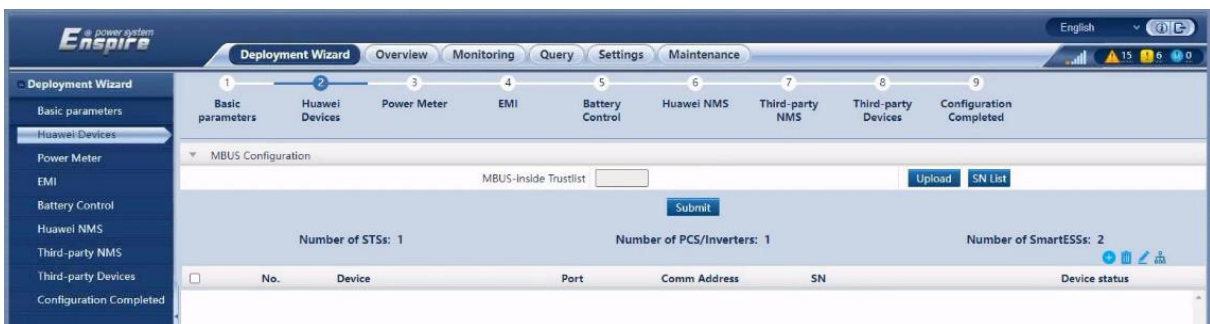 Enspire @ power system
English
Deployment Wizard Overview Monitoring Query Settings Maintenance
15 6 0
Deployment Wizard
Basic parameters
Huawei Devices
Power Meter
EMI
Battery Control
Huawei NMS
Third-party NMS
Third-party Devices
Configuration Completed
1 2 3 4 5 6 7 8 9
Basic parameters Huawei Devices Power Meter EMI Battery Control Huawei NMS Third-party NMS Third-party Devices Configuration Completed
MBUS Configuration
MBUS-inside Trustlist Upload SN List
Submit
Number of STSs: 1 Number of PCS/Inverters: 1 Number of SmartESSs: 2
No. Device Port Comm Address SN Device status